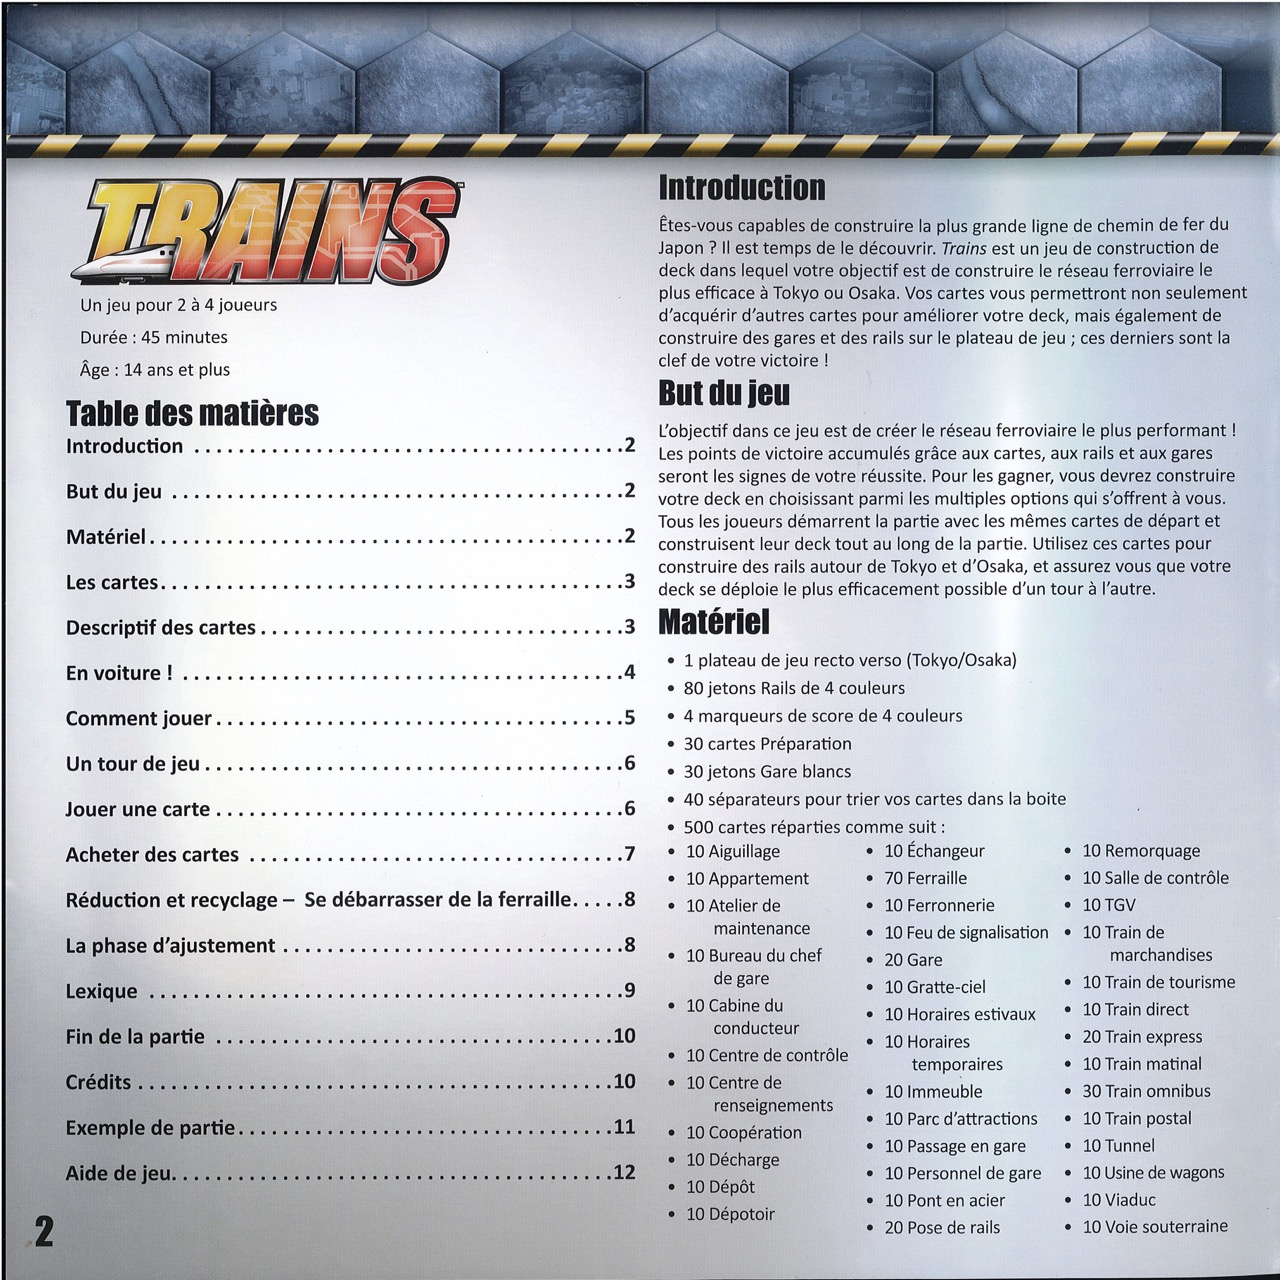 TRAINS™
Un jeu pour 2 à 4 joueurs
Durée : 45 minutes
Âge : 14 ans et plus
Table des matières
Introduction ........................................2
But du jeu ........................................2
Matériel........................................2
Les cartes........................................3
Descriptif des cartes........................................3
En voiture ! ........................................4
Comment jouer........................................5
Un tour de jeu........................................6
Jouer une carte........................................6
Acheter des cartes ........................................7
Réduction et recyclage – Se débarrasser de la ferraille.....8
La phase d’ajustement ........................................8
Lexique ........................................9
Fin de la partie ........................................10
Crédits ........................................10
Exemple de partie........................................11
Aide de jeu........................................12
2
Introduction
Êtes-vous capables de construire la plus grande ligne de chemin de fer du
Japon ? Il est temps de le découvrir. Trains est un jeu de construction de
deck dans lequel votre objectif est de construire le réseau ferroviaire le
plus efficace à Tokyo ou Osaka. Vos cartes vous permettront non seulement
d’acquérir d’autres cartes pour améliorer votre deck, mais également de
construire des gares et des rails sur le plateau de jeu ; ces derniers sont la
clef de votre victoire !
But du jeu
L’objectif dans ce jeu est de créer le réseau ferroviaire le plus performant !
Les points de victoire accumulés grâce aux cartes, aux rails et aux gares
seront les signes de votre réussite. Pour les gagner, vous devrez construire
votre deck en choisissant parmi les multiples options qui s’offrent à vous.
Tous les joueurs démarrent la partie avec les mêmes cartes de départ et
construisent leur deck tout au long de la partie. Utilisez ces cartes pour
construire des rails autour de Tokyo et d’Osaka, et assurez vous que votre
deck se déploie le plus efficacement possible d’un tour à l’autre.
Matériel
• 1 plateau de jeu recto verso (Tokyo/Osaka)
• 80 jetons Rails de 4 couleurs
• 4 marqueurs de score de 4 couleurs
• 30 cartes Préparation
• 30 jetons Gare blancs
• 40 séparateurs pour trier vos cartes dans la boite
• 500 cartes réparties comme suit :
• 10 Aiguillage
• 10 Appartement
• 10 Atelier de
maintenance
• 10 Bureau du chef
de gare
• 10 Cabine du
conducteur
• 10 Centre de contrôle
• 10 Centre de
renseignements
• 10 Coopération
• 10 Décharge
• 10 Dépôt
• 10 Dépotoir
• 10 Échangeur
• 70 Ferraille
• 10 Ferronnerie
• 10 Feu de signalisation
• 20 Gare
• 10 Gratte-ciel
• 10 Horaires estivaux
• 10 Horaires
temporaires
• 10 Immeuble
• 10 Parc d’attractions
• 10 Passage en gare
• 10 Personnel de gare
• 10 Pont en acier
• 20 Pose de rails
• 10 Remorquage
• 10 Salle de contrôle
• 10 TGV
• 10 Train de
marchandises
• 10 Train de tourisme
• 10 Train direct
• 20 Train express
• 10 Train matinal
• 30 Train omnibus
• 10 Train postal
• 10 Tunnel
• 10 Usine de wagons
• 10 Viaduc
• 10 Voie souterraine